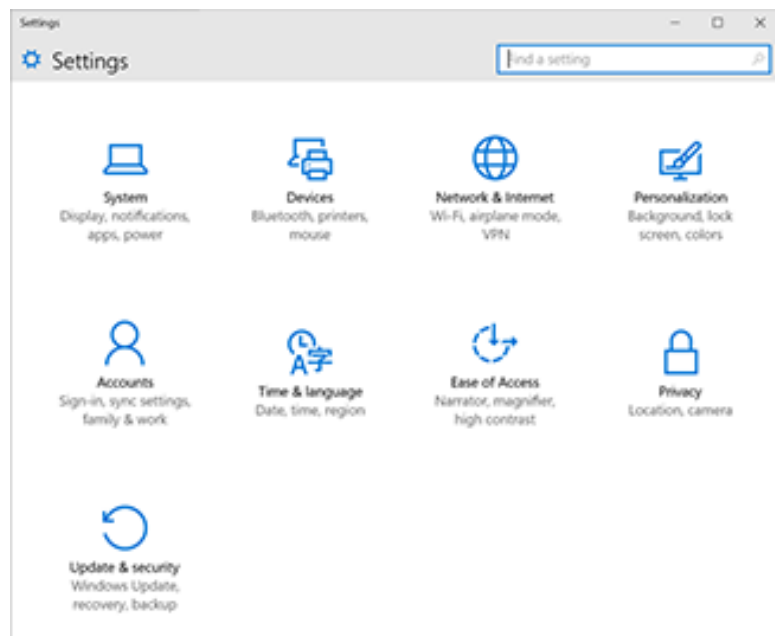 Settings
Settings
Find a setting
System
Display, notifications,
apps, power
Devices
Bluetooth, printers,
mouse
Network & Internet
Wi-Fi, airplane mode,
VPN
Personalization
Background, lock
screen, colors
Accounts
Sign-in, sync settings,
family & work
A字
Time & language
Date, time, region
Ease of Access
Narrator, magnifier,
high contrast
Privacy
Location, camera
Update & security
Windows Update,
recovery, backup